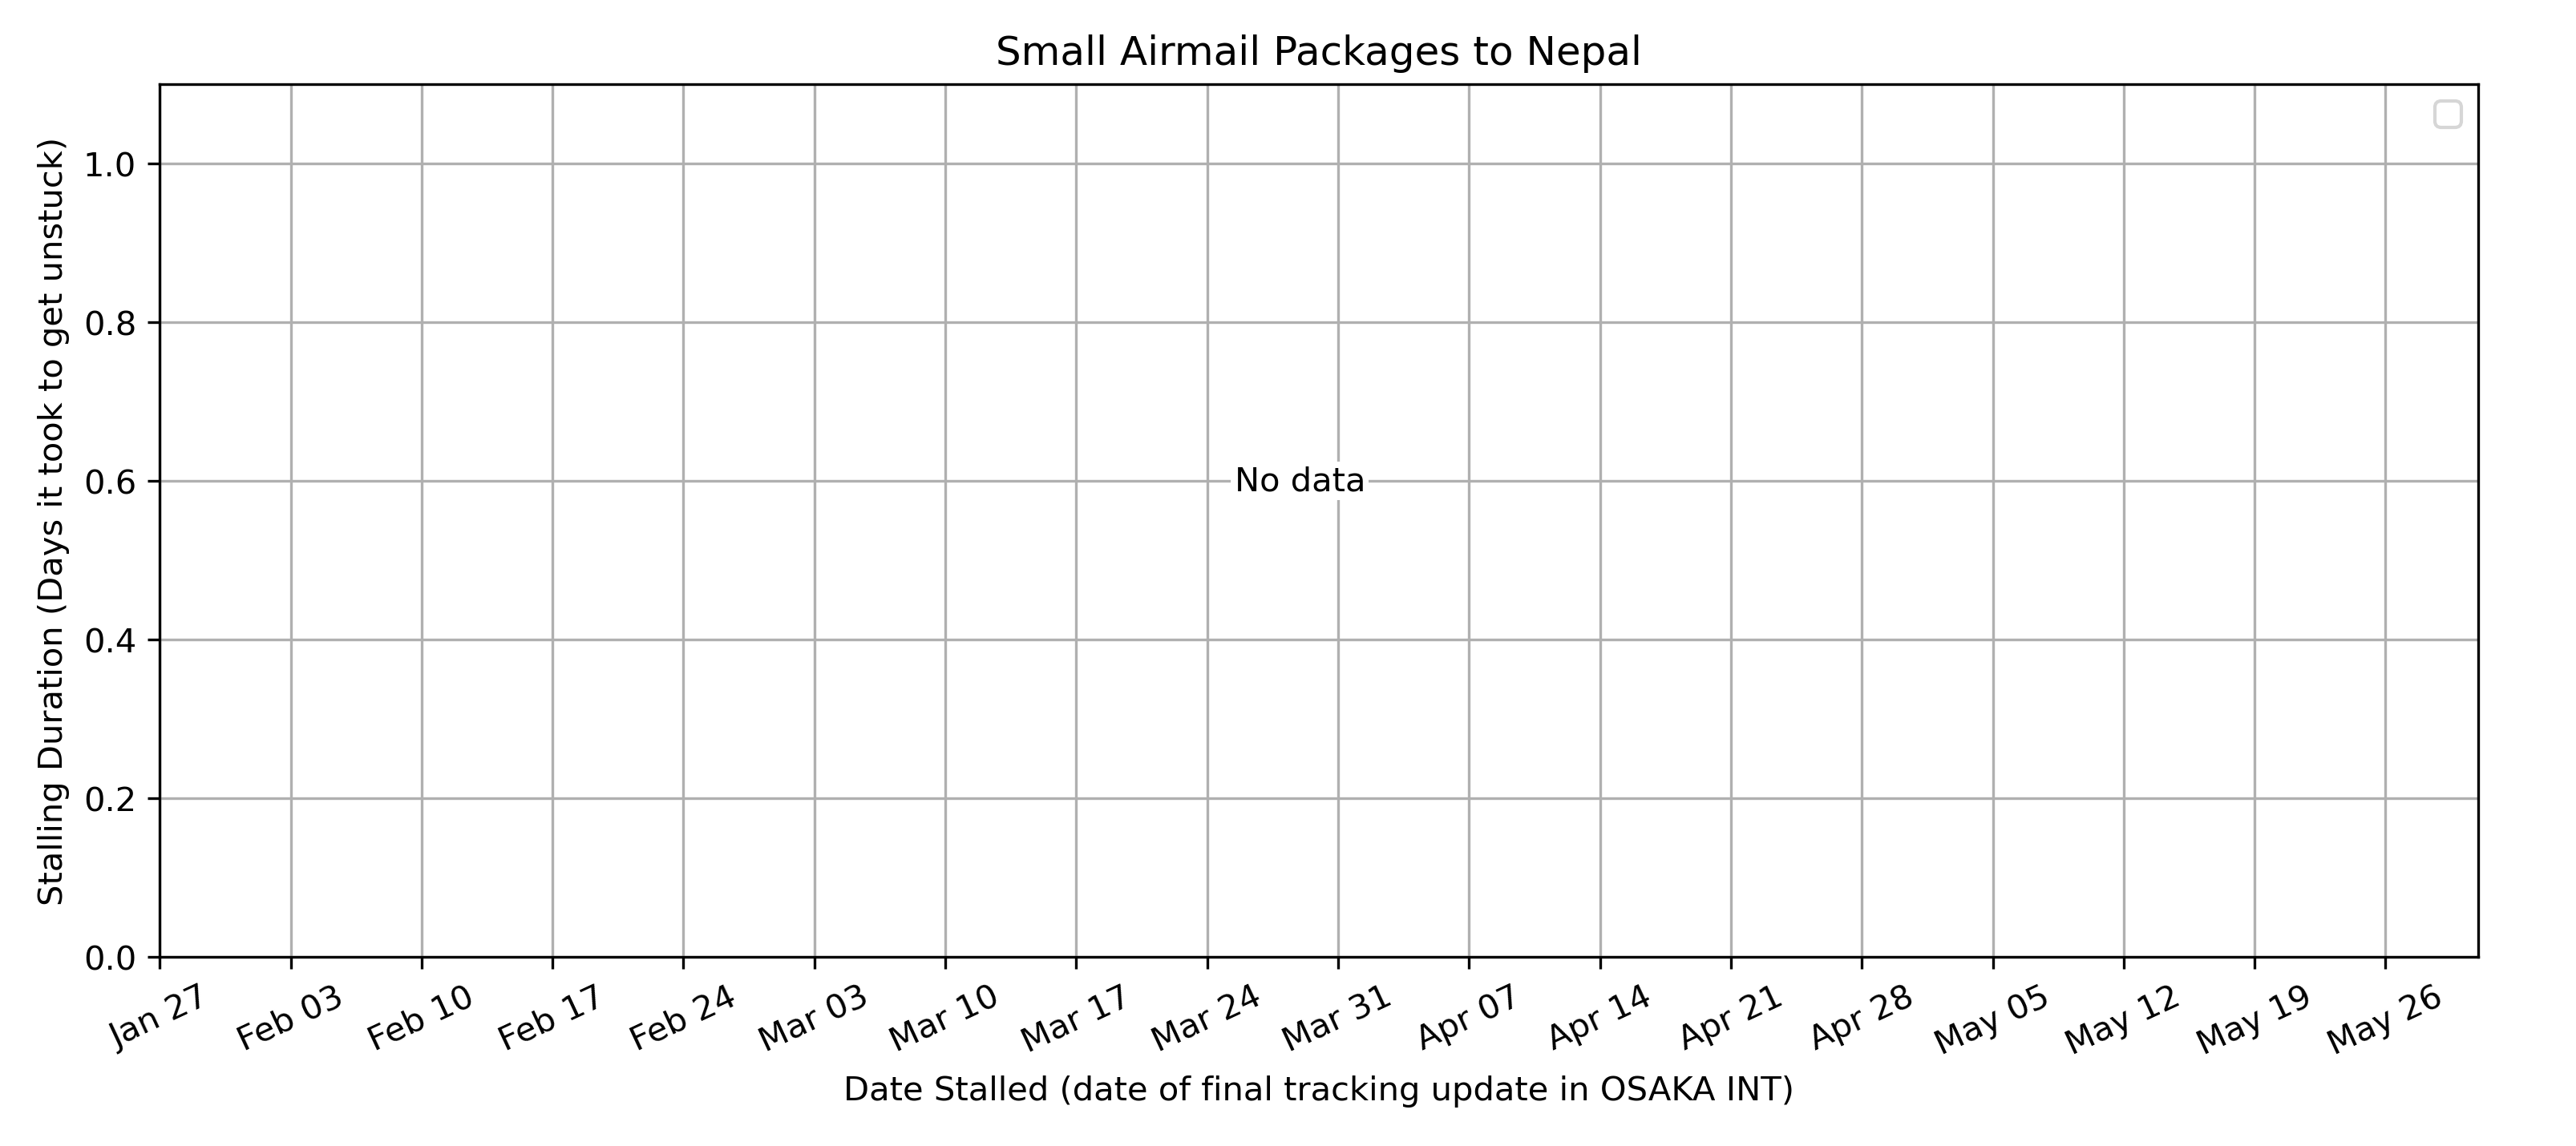 Small Airmail Packages to Nepal
Stalling Duration (Days it took to get unstuck)
1.0
0.8
0.6
0.4
0.2
0.0
No data
Jan 27 Feb 03 Feb 10 Feb 17 Feb 24 Mar 03 Mar 10 Mar 17 Mar 24 Mar 31 Apr 07 Apr 14 Apr 21 Apr 28 May 05 May 12 May 19 May 26
Date Stalled (date of final tracking update in OSAKA INT)